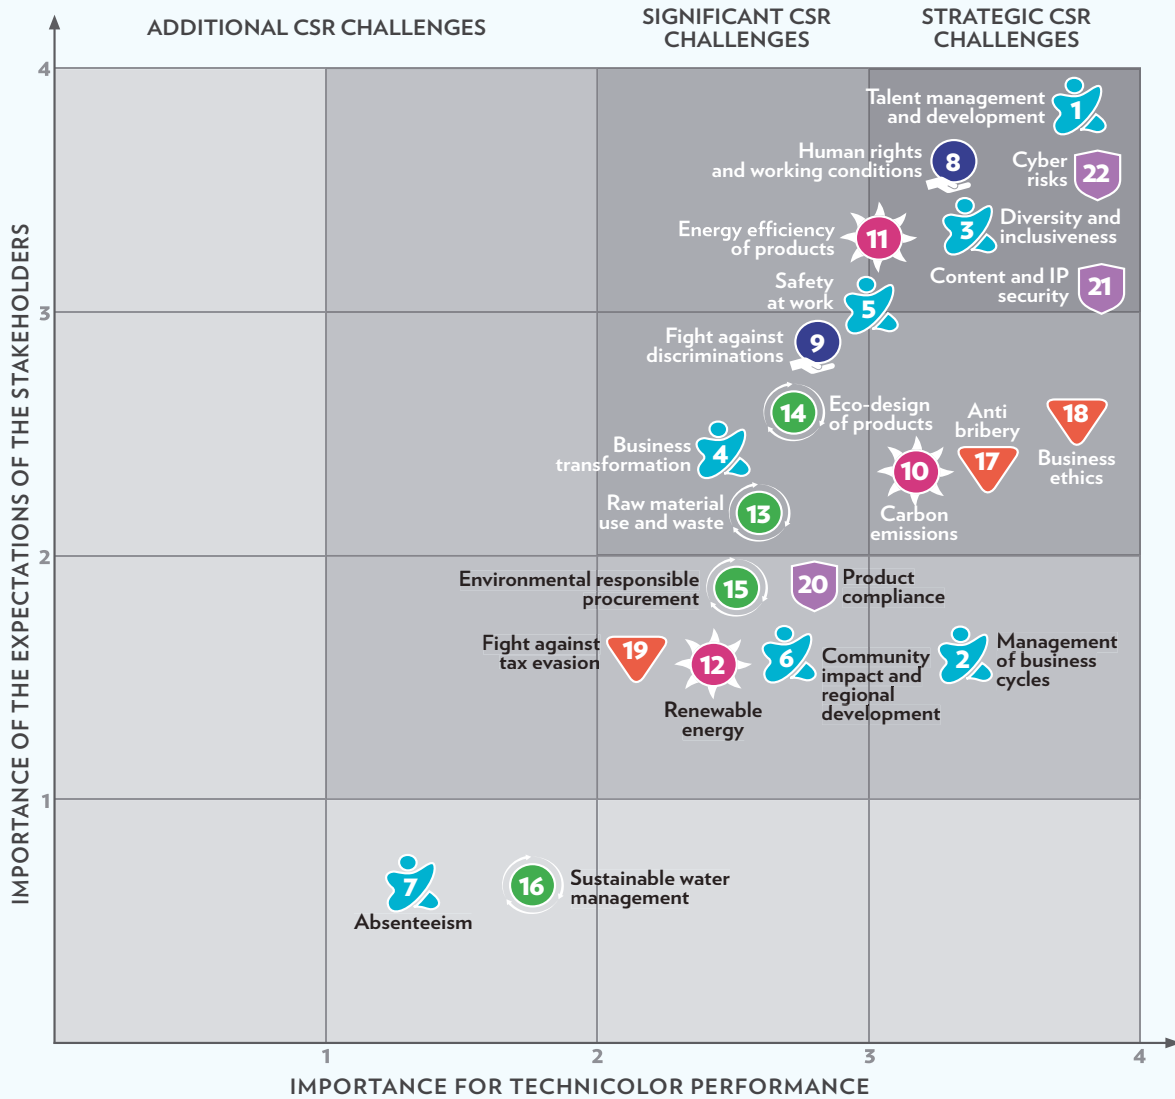 ADDITIONAL CSR CHALLENGES
SIGNIFICANT CSR
CHALLENGES
STRATEGIC CSR
CHALLENGES
IMPORTANCE OF THE EXPECTATIONS OF THE STAKEHOLDERS
4
Talent management
and development
1
Human rights
and working conditions
8
Cyber
risks
22
Energy efficiency
of products
11
3
Diversity and
inclusiveness
Safety
at work
5
Content and IP
security
21
3
Fight against
discriminations
9
14
Eco-design
of products
Anti
bribery
17
18
Business
ethics
Business
transformation
4
10
Carbon
emissions
Raw material
use and waste
13
2
Environmental responsible
procurement
15
20
Product
compliance
Fight against
tax evasion
19
12
Renewable
energy
6
Community
impact and
regional
development
2
Management
of business
cycles
1
7
Absenteeism
16
Sustainable water
management
1
2
3
4
IMPORTANCE FOR TECHNICOLOR PERFORMANCE